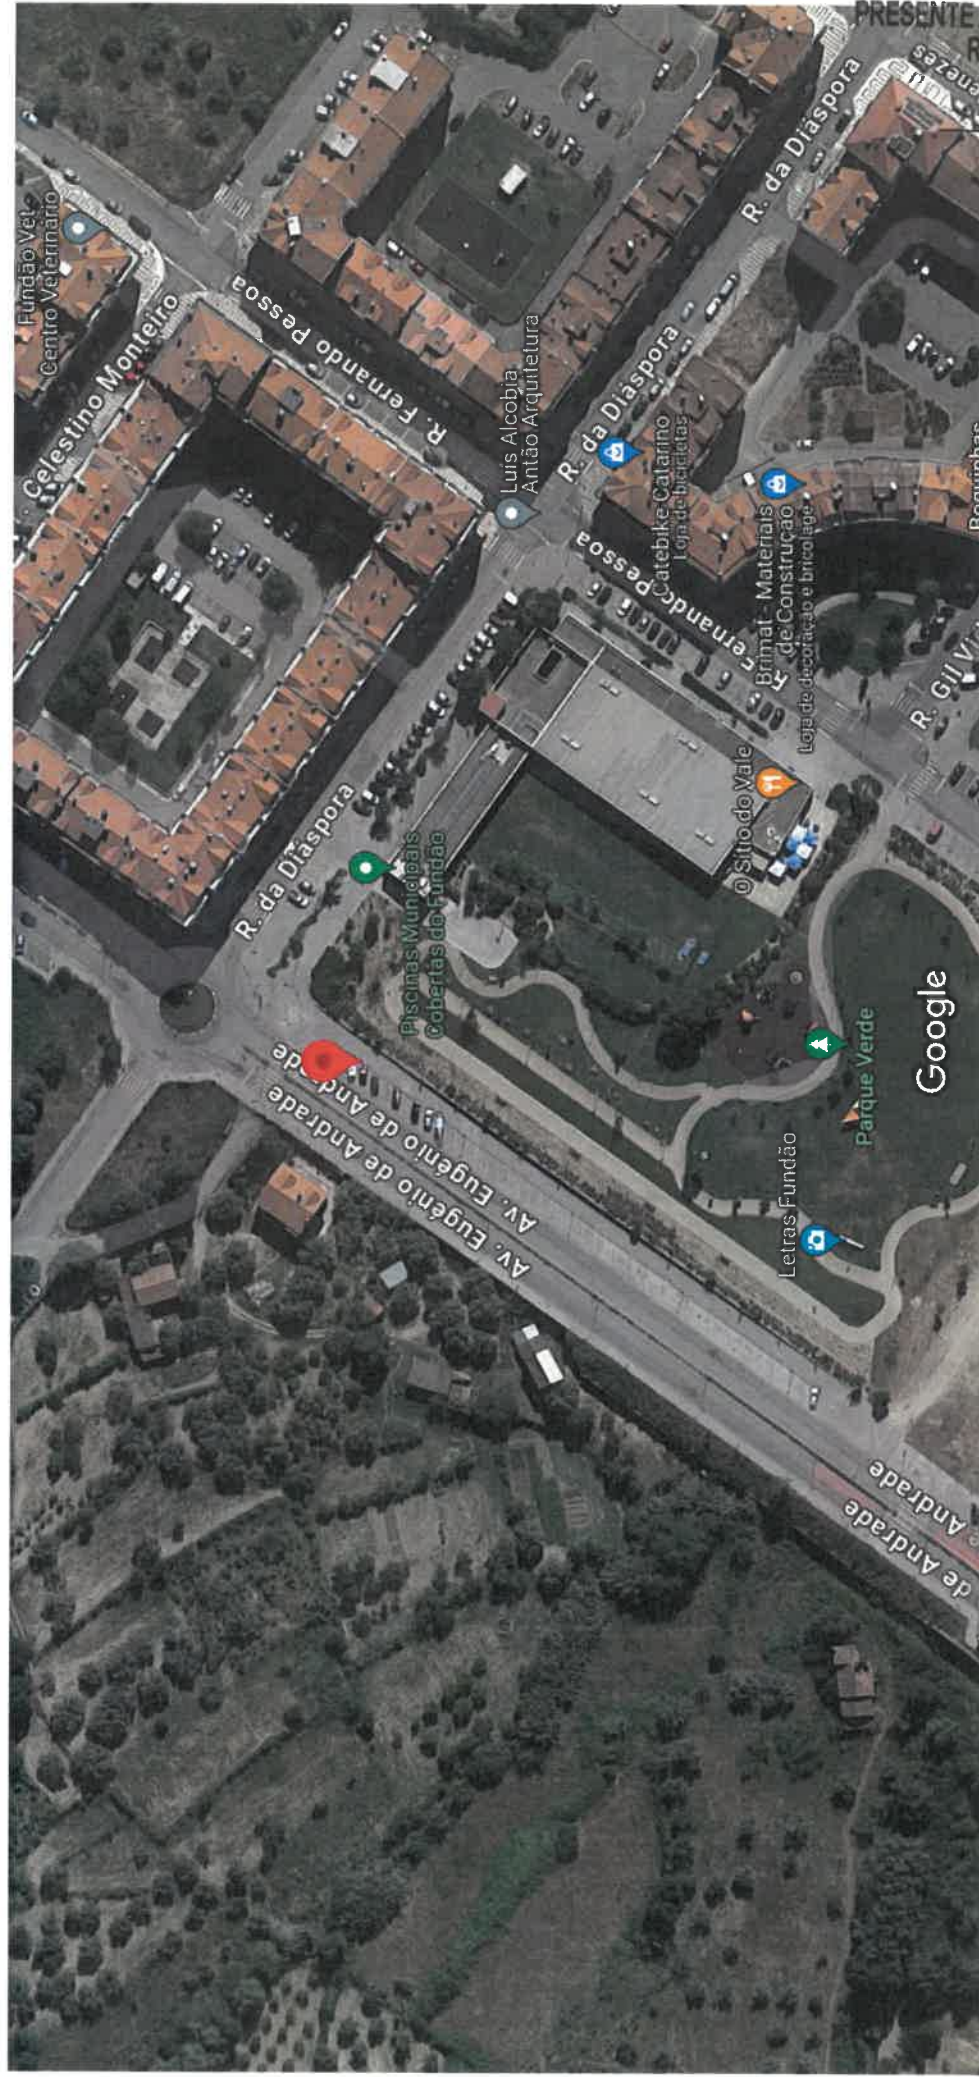 PRESENTE
Fundão Vet -
Centro Veterinário
Celestino Monteiro
R. Fernando Pessoa
Luis Alcobia
Antão Arquitetura
R. da Diáspora
R. da Diáspora
Catebike Catarino
Loja de bicicletas
Brimat - Materiais
de Construção
Loja de decoração e bricolage
R. Fernando Pessoa
R. Gil Vi
O Sítio do Vale
R. da Diáspora
Piscinas Municipais
Cobertas do Fundão
Av. Eugénio de Andrade
Av. Eugénio de Andrade
Parque Verde
Letras Fundão
Google
de Andrade
Andrade